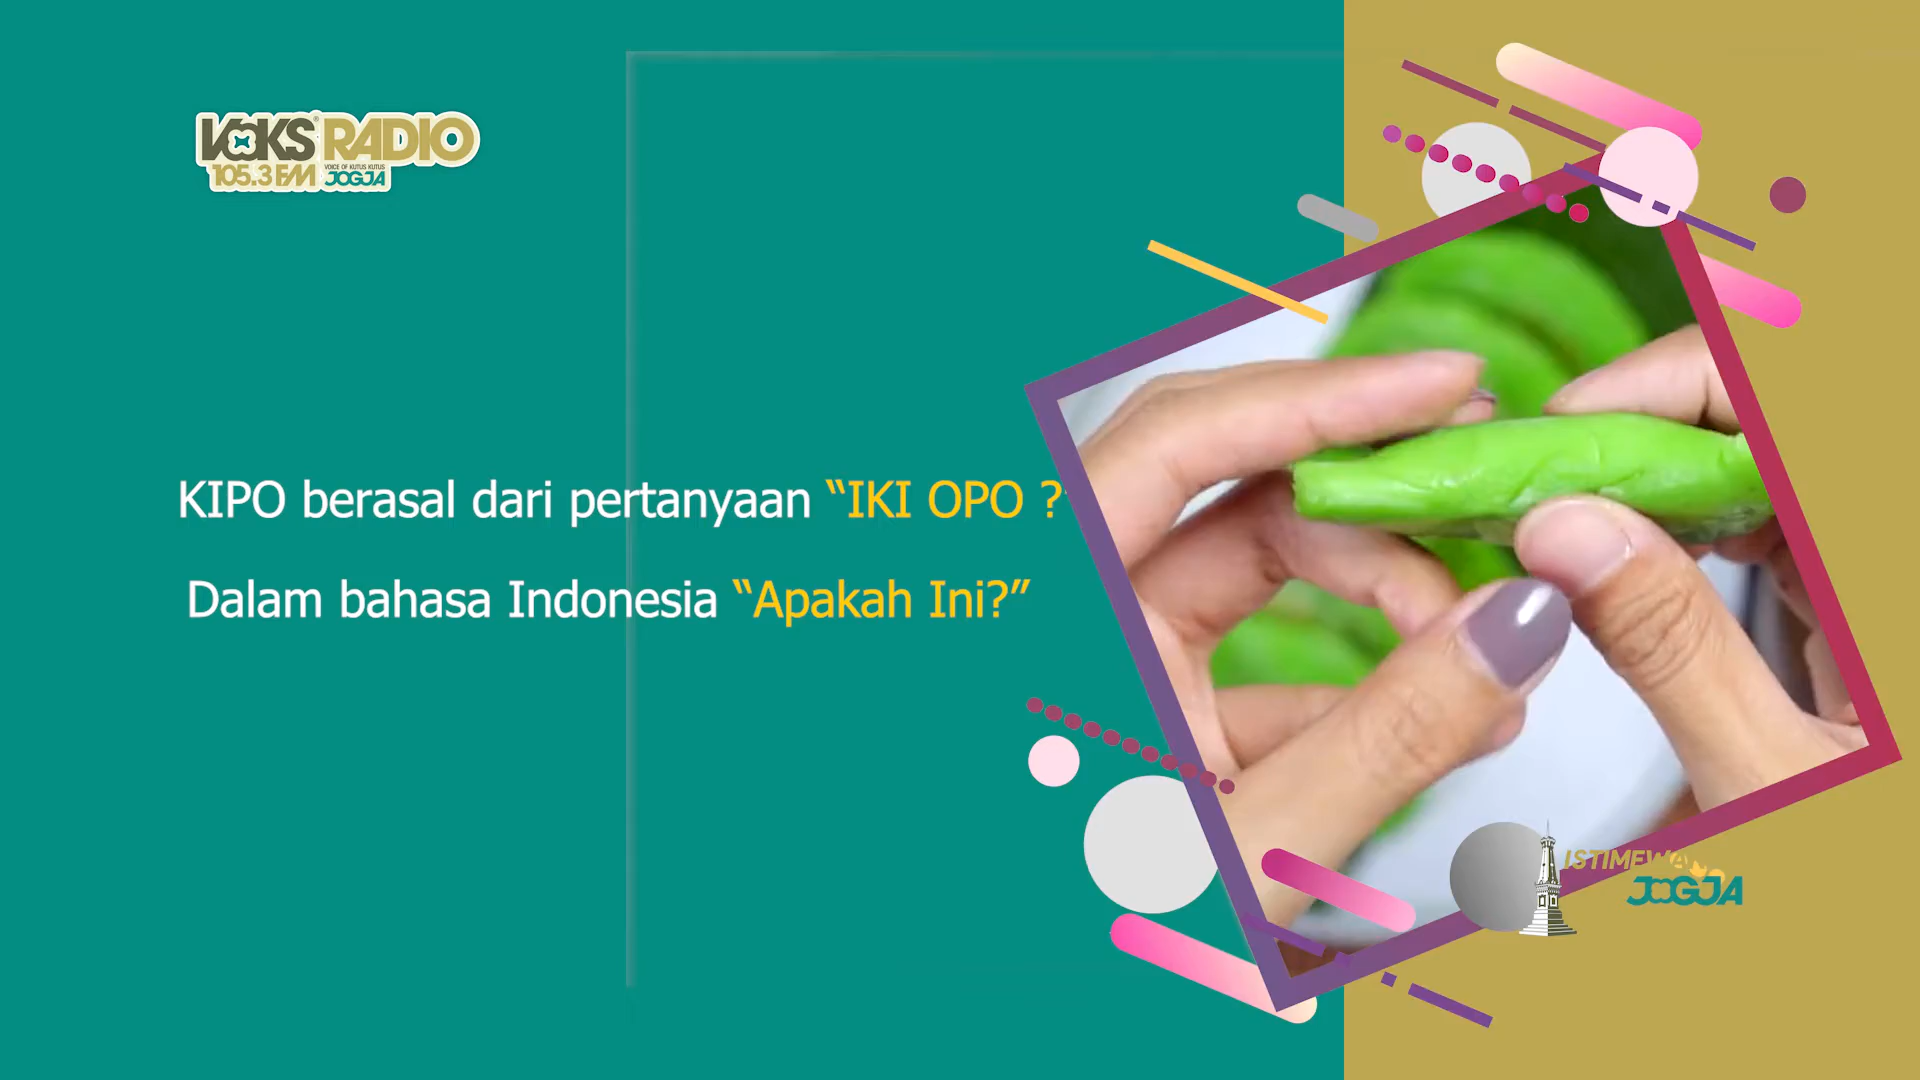 VOKS RADIO
105.3 FM VOICE OF KUTUS KUTUS
JOGJA
KIPO berasal dari pertanyaan “IKI OPO ?
Dalam bahasa Indonesia “Apakah Ini?”
ISTIMEWA
JOGJA